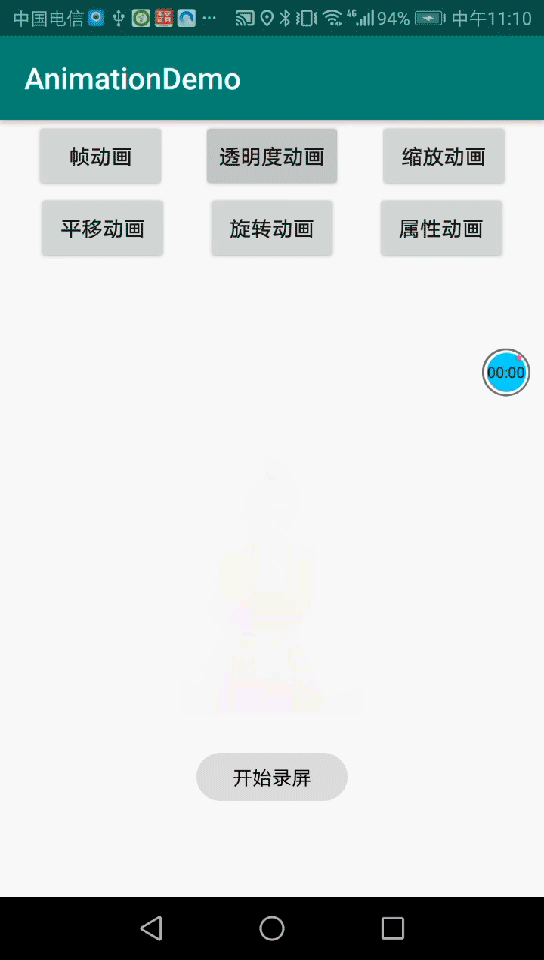 中国电信 ··· 4G 94% 中午11:10
AnimationDemo
帧动画 透明度动画 缩放动画
平移动画 旋转动画 属性动画
00:00
开始录屏